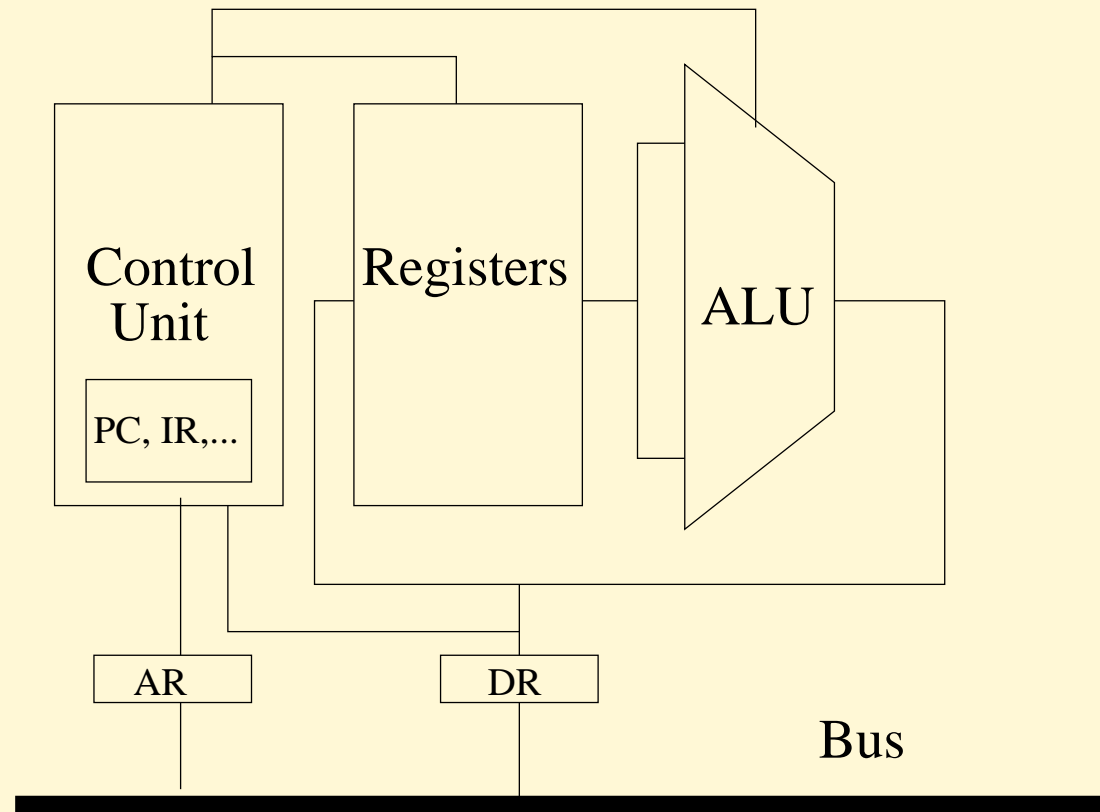 Control
Unit
PC, IR,...
Registers
ALU
AR
DR
Bus